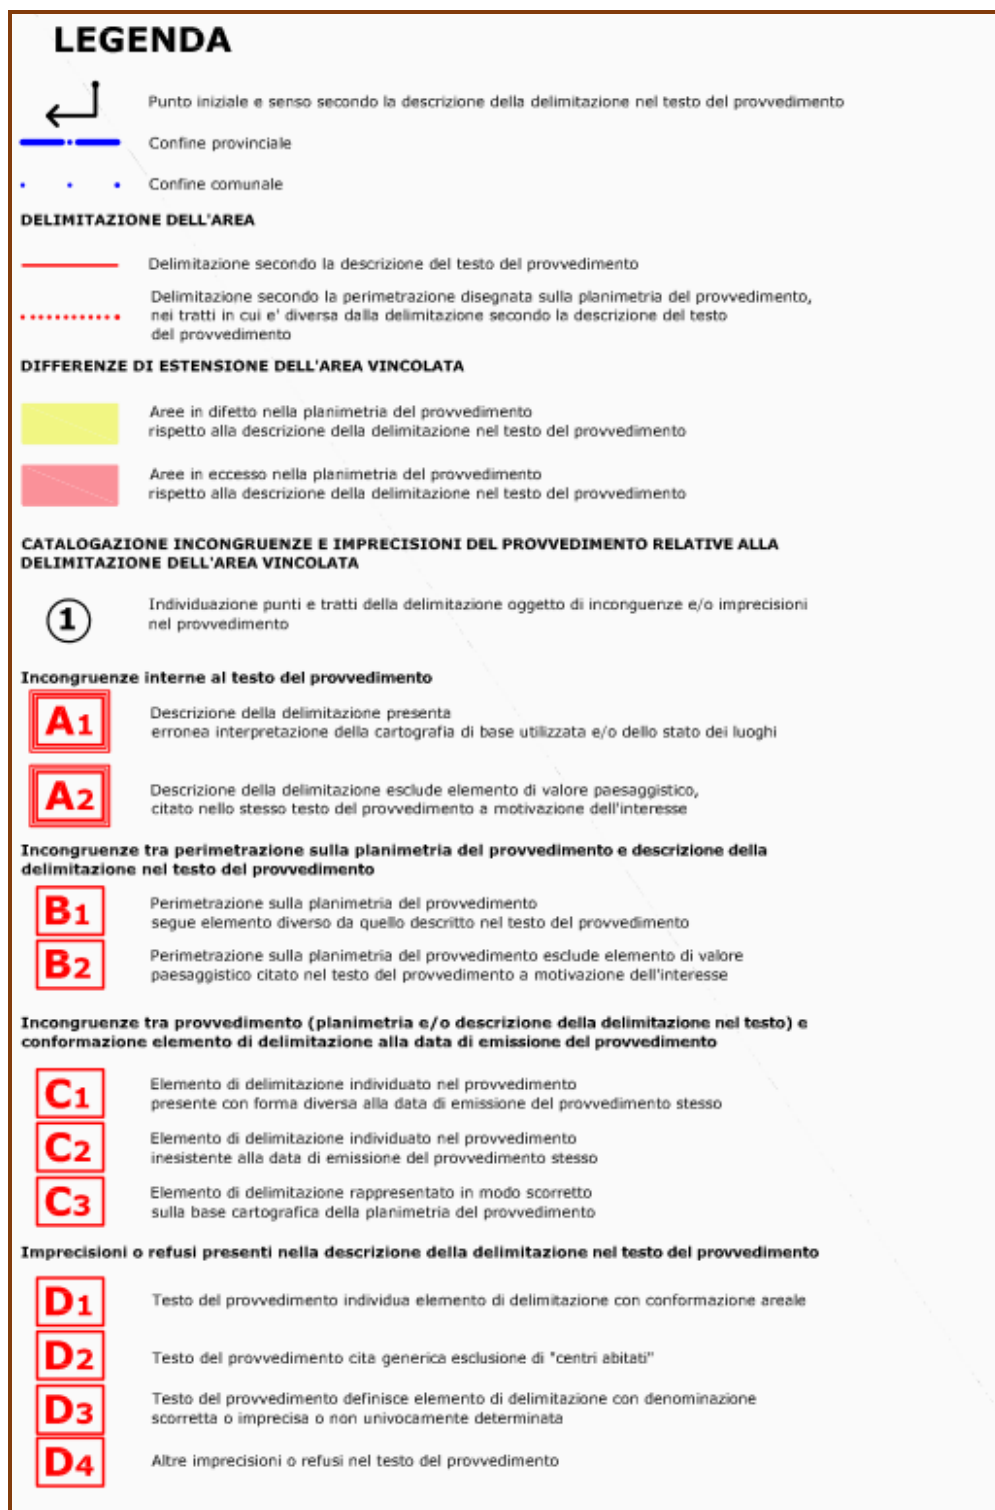 LEGENDA
Punto iniziale e senso secondo la descrizione della delimitazione nel testo del provvedimento
Confine provinciale
Confine comunale
DELIMITAZIONE DELL'AREA
Delimitazione secondo la descrizione del testo del provvedimento
Delimitazione secondo la perimetrazione disegnata sulla planimetria del provvedimento,
nei tratti in cui e' diversa dalla delimitazione secondo la descrizione del testo
del provvedimento
DIFFERENZE DI ESTENSIONE DELL'AREA VINCOLATA
Aree in difetto nella planimetria del provvedimento
rispetto alla descrizione della delimitazione nel testo del provvedimento
Aree in eccesso nella planimetria del provvedimento
rispetto alla descrizione della delimitazione nel testo del provvedimento
CATALOGAZIONE INCONGRUENZE E IMPRECISIONI DEL PROVVEDIMENTO RELATIVE ALLA
DELIMITAZIONE DELL'AREA VINCOLATA
1
Individuazione punti e tratti della delimitazione oggetto di inconguenze e/o imprecisioni
nel provvedimento
Incongruenze interne al testo del provvedimento
A1
Descrizione della delimitazione presenta
erronea interpretazione della cartografia di base utilizzata e/o dello stato dei luoghi
A2
Descrizione della delimitazione esclude elemento di valore paesaggistico,
citato nello stesso testo del provvedimento a motivazione dell'interesse
Incongruenze tra perimetrazione sulla planimetria del provvedimento e descrizione della
delimitazione nel testo del provvedimento
B1
Perimetrazione sulla planimetria del provvedimento
segue elemento diverso da quello descritto nel testo del provvedimento
B2
Perimetrazione sulla planimetria del provvedimento esclude elemento di valore
paesaggistico citato nel testo del provvedimento a motivazione dell'interesse
Incongruenze tra provvedimento (planimetria e/o descrizione della delimitazione nel testo) e
conformazione elemento di delimitazione alla data di emissione del provvedimento
C1
Elemento di delimitazione individuato nel provvedimento
presente con forma diversa alla data di emissione del provvedimento stesso
C2
Elemento di delimitazione individuato nel provvedimento
inesistente alla data di emissione del provvedimento stesso
C3
Elemento di delimitazione rappresentato in modo scorretto
sulla base cartografica della planimetria del provvedimento
Imprecisioni o refusi presenti nella descrizione della delimitazione nel testo del provvedimento
D1
Testo del provvedimento individua elemento di delimitazione con conformazione areale
D2
Testo del provvedimento cita generica esclusione di "centri abitati"
D3
Testo del provvedimento definisce elemento di delimitazione con denominazione
scorretta o imprecisa o non univocamente determinata
D4
Altre imprecisioni o refusi nel testo del provvedimento